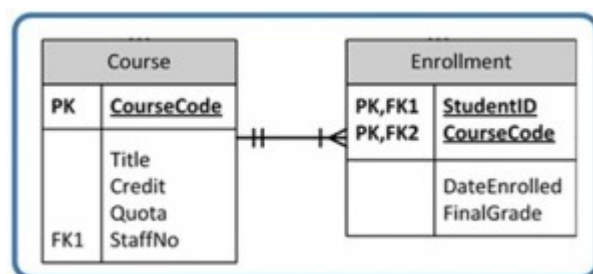 Course
PK CourseCode
Title
Credit
Quota
FK1 StaffNo
Enrollment
PK,FK1 StudentID
PK,FK2 CourseCode
DateEnrolled
FinalGrade